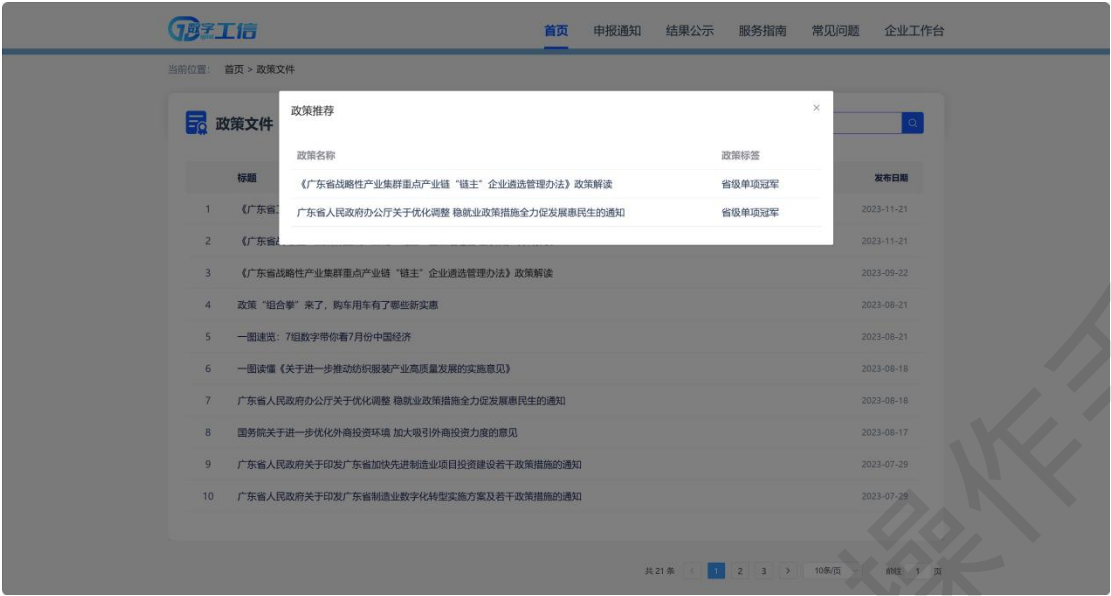 数字工信
首页 申报通知 结果公示 服务指南 常见问题 企业工作台
当前位置： 首页 > 政策文件
政策文件
政策推荐 ×
政策名称 政策标签
《广东省战略性产业集群重点产业链“链主”企业遴选管理办法》政策解读 省级单项冠军
广东省人民政府办公厅关于优化调整 稳就业政策措施全力促发展惠民生的通知 省级单项冠军
标题 发布日期
1 《广东省 2023-11-21
2 《广东省 2023-11-21
3 《广东省战略性产业集群重点产业链“链主”企业遴选管理办法》政策解读 2023-09-22
4 政策“组合拳”来了，购车用车有了哪些新实惠 2023-08-21
5 一图速览：7组数字带你看7月份中国经济 2023-08-21
6 一图读懂《关于进一步推动纺织服装产业高质量发展的实施意见》 2023-08-18
7 广东省人民政府办公厅关于优化调整 稳就业政策措施全力促发展惠民生的通知 2023-08-18
8 国务院关于进一步优化外商投资环境 加大吸引外商投资力度的意见 2023-08-17
9 广东省人民政府关于印发广东省加快先进制造业项目投资建设若干政策措施的通知 2023-07-29
10 广东省人民政府关于印发广东省制造业数字化转型实施方案及若干政策措施的通知 2023-07-29
共 21 条 < 1 2 3 > 10条/页 前往 1 页
操作手